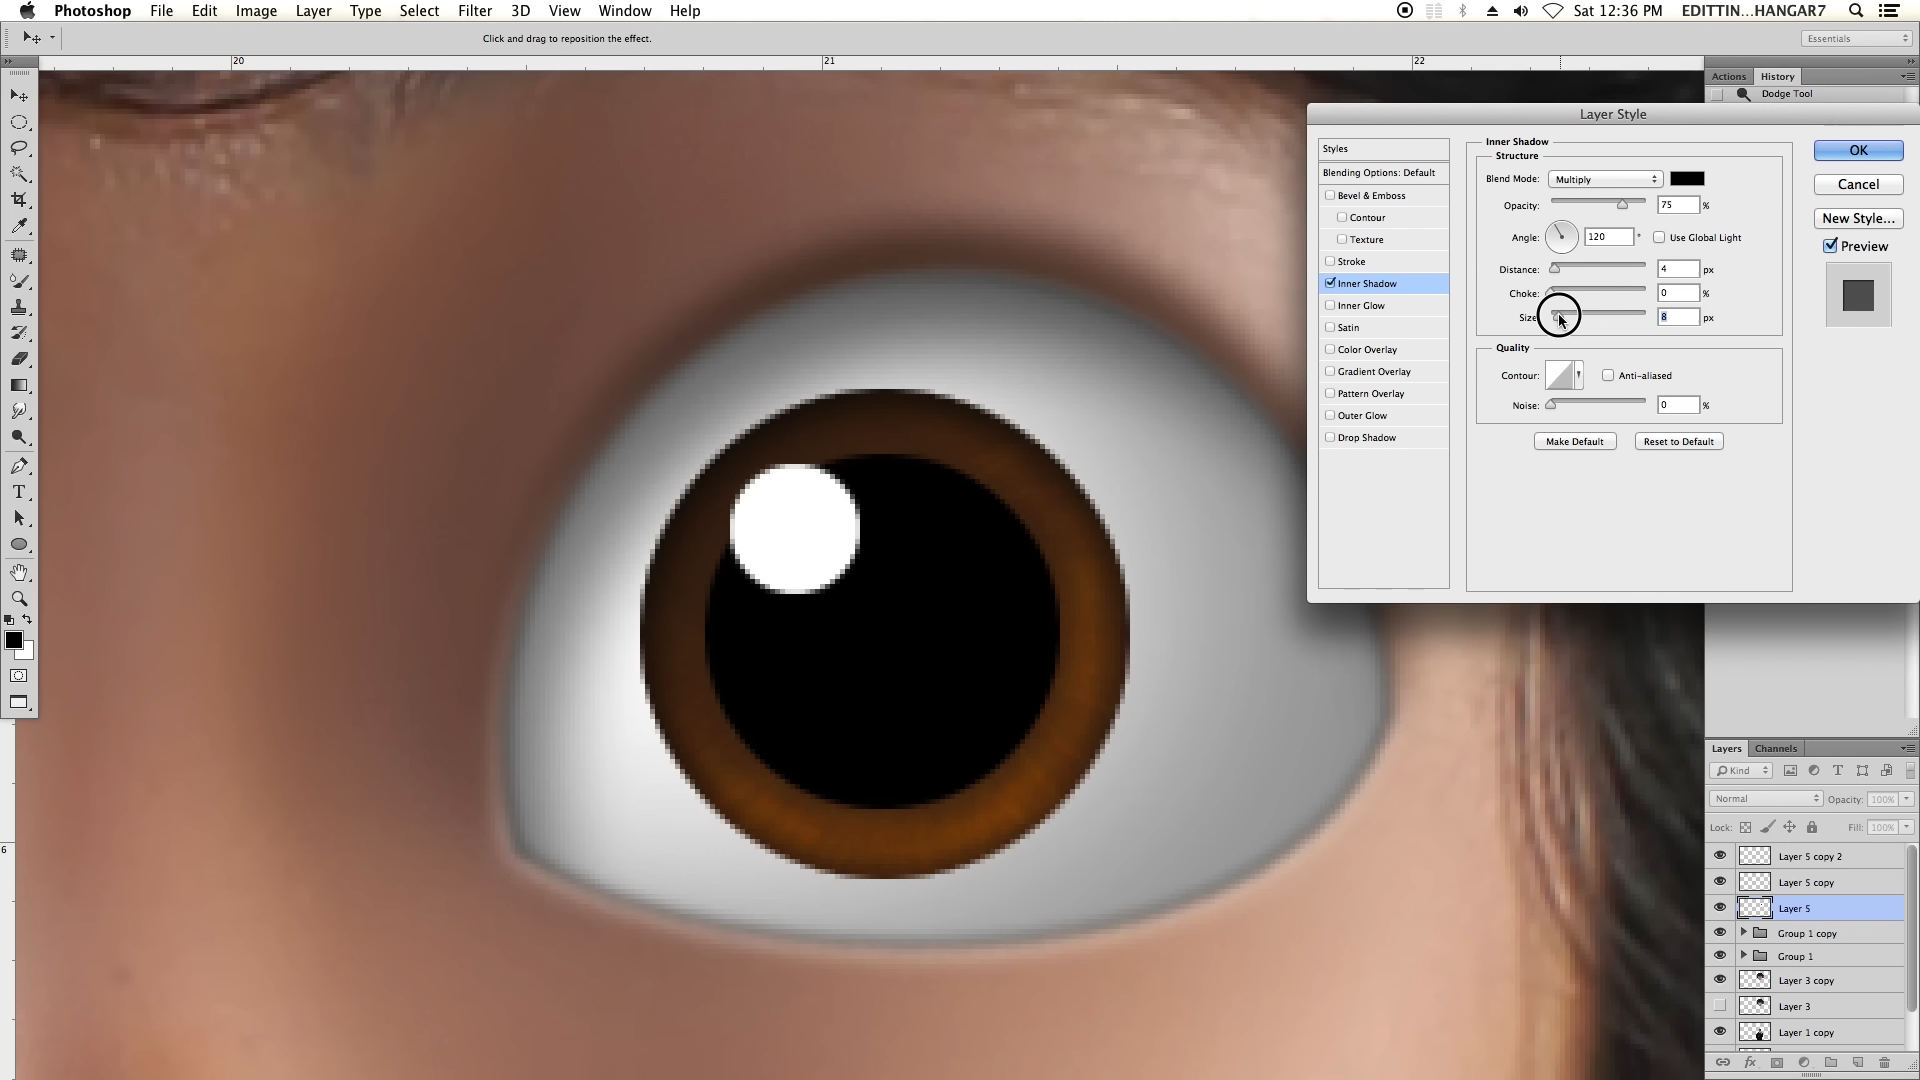 Photoshop File Edit Image Layer Type Select Filter 3D View Window Help Sat 12:36 PM EDITTIN...HANGAR7
Click and drag to reposition the effect. Essentials
20 21 22
Actions History
Dodge Tool
Layer Style
Styles
Blending Options: Default
Bevel & Emboss
Contour
Texture
Stroke
Inner Shadow
Inner Glow
Satin
Color Overlay
Gradient Overlay
Pattern Overlay
Outer Glow
Drop Shadow
Inner Shadow
Structure
Blend Mode: Multiply
Opacity: 75 %
Angle: 120 ° Use Global Light
Distance: 4 px
Choke: 0 %
Size: 8 px
Quality
Contour: Anti-aliased
Noise: 0 %
Make Default Reset to Default
OK
Cancel
New Style...
Preview
T
6
Layers Channels
Kind T
Normal Opacity: 100%
Lock: Fill: 100%
Layer 5 copy 2
Layer 5 copy
Layer 5
Group 1 copy
Group 1
Layer 3 copy
Layer 3
Layer 1 copy
fx